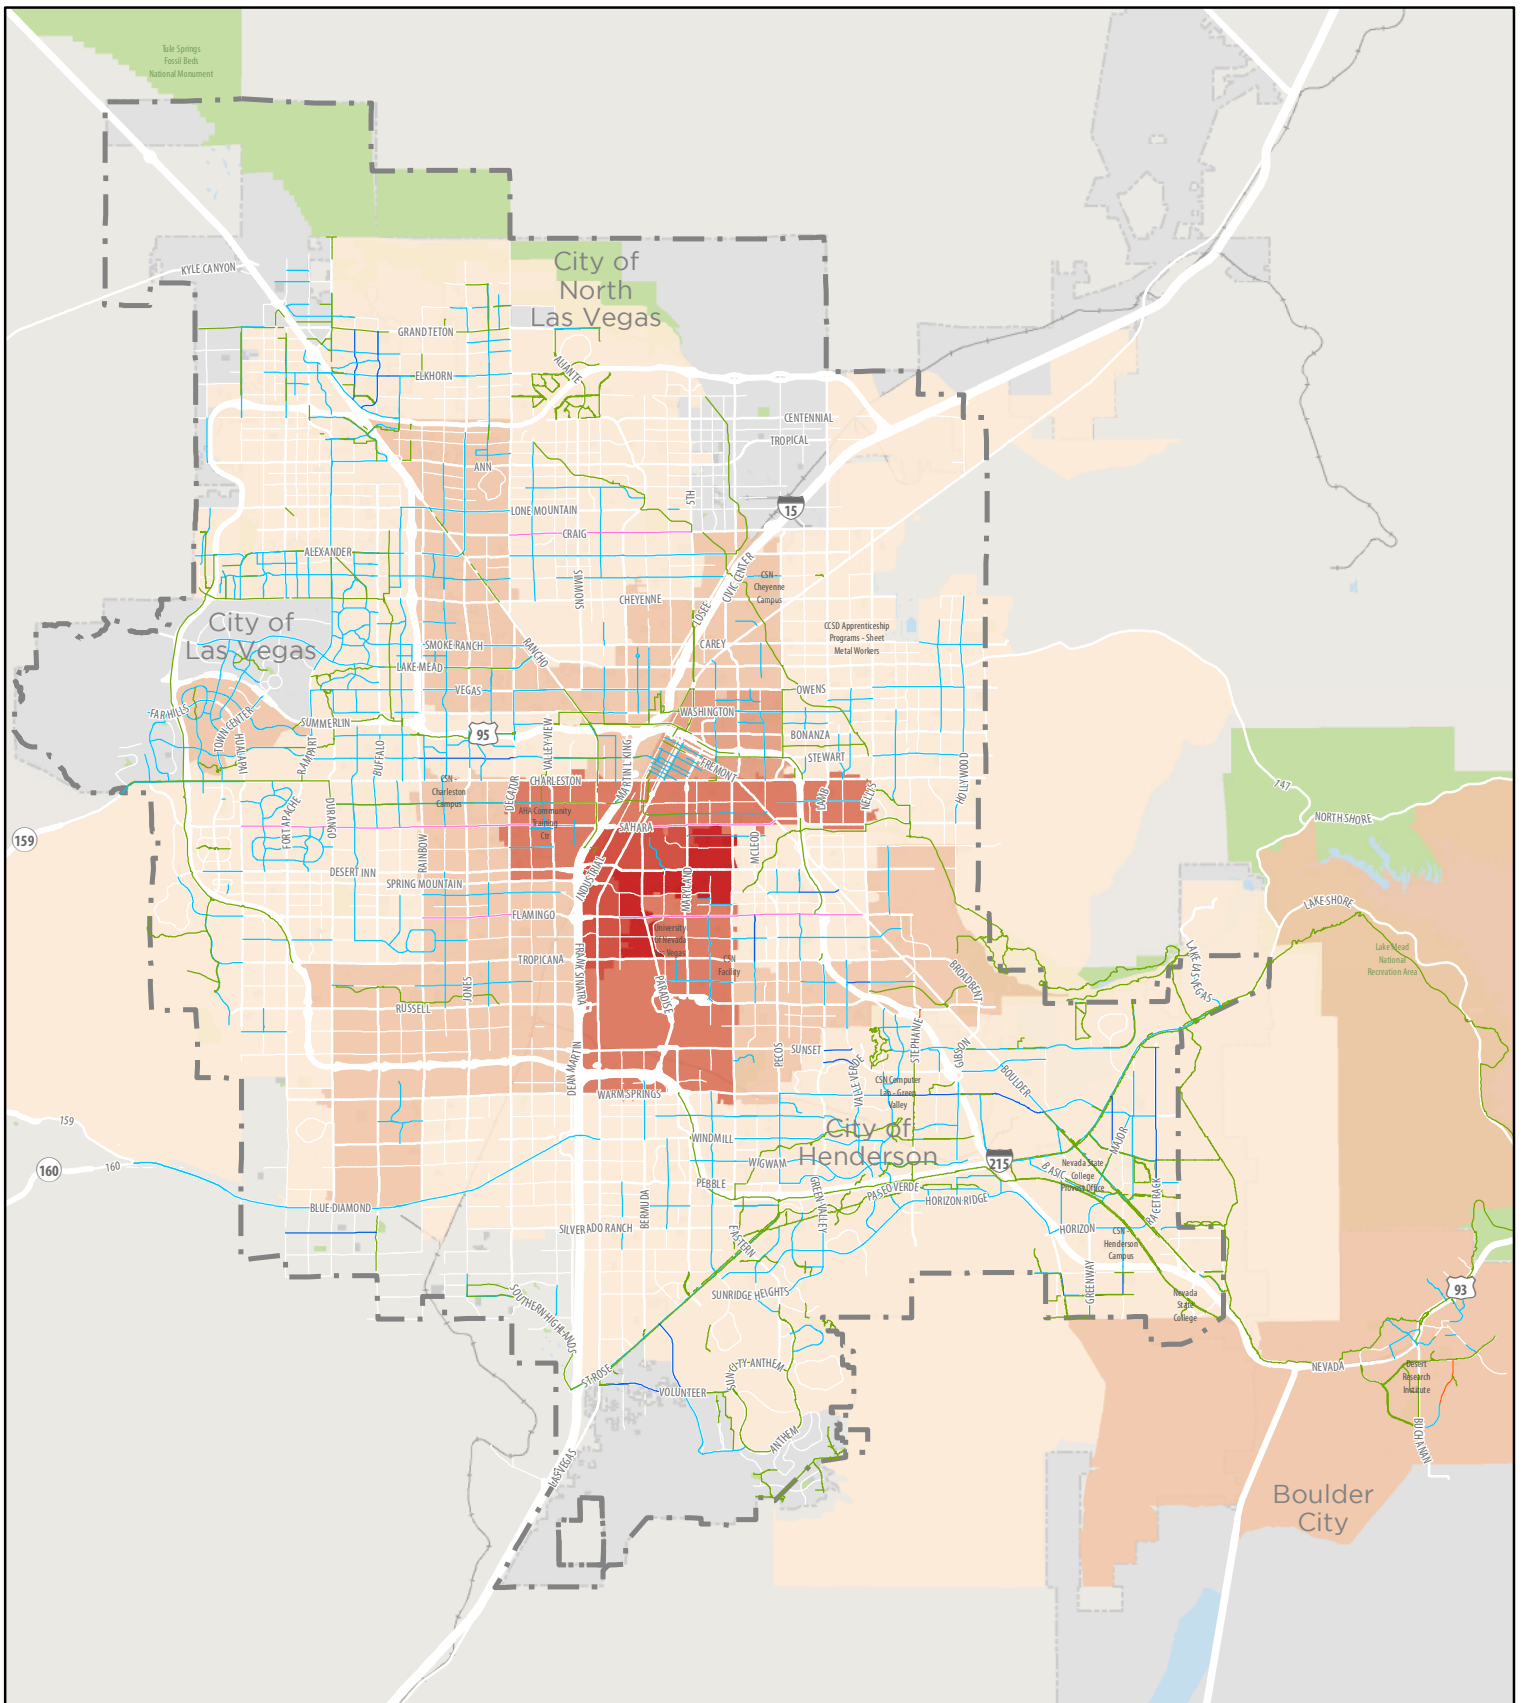 Tule Springs
Fossil Beds
National Monument
KYLE CANYON
City of
North
Las Vegas
GRAND TETON
ALIANTE
ELKHORN
CENTENNIAL
TROPICAL
ANN
5TH
15
LONE MOUNTAIN
CRAIG
ALEXANDER
SIMMONS
CHEYENNE
LOSEE
CIVIC CENTER
CSN -
Cheyenne
Campus
City of
Las Vegas
CCSD Apprenticeship
Programs - Sheet
Metal Workers
SMOKE RANCH
RANCHO
CAREY
LAKE MEAD
VEGAS
OWENS
FAR HILLS
TOWN CENTER
SUMMERLIN
WASHINGTON
95
BONANZA
HUALAPAI
RAMPART
BUFFALO
VALLEY VIEW
MARTIN L KING
FREMONT
STEWART
HOLLYWOOD
CSN -
Charleston
Campus
DECATUR
CHARLESTON
LAMB
NELLIS
147
NORTH SHORE
FORT APACHE
DURANGO
AHA Community
Training
Ctr
SAHARA
159
RAINBOW
MCLEOD
DESERT INN
SPRING MOUNTAIN
INDUSTRIAL
MARYLAND
FLAMINGO
LAKE SHORE
University
Of Nevada
Las Vegas
CSN
Facility
Lake Mead
National
Recreation Area
TROPICANA
FRANK SINATRA
PARADISE
BROADBENT
LAKE LAS VEGAS
JONES
RUSSELL
DEAN MARTIN
PECOS
SUNSET
VALLE VERDE
STEPHANIE
GIBSON
BOULDER
CSN Computer
Lab - Green
Valley
WARM SPRINGS
159
City of
Henderson
WINDMILL
MAJOR
160
160
WIGWAM
215
BASIC
Nevada State
College
Provost Office
PEBBLE
GREEN VALLEY
PASEO VERDE
HORIZON RIDGE
RACETRACK
BLUE DIAMOND
BERMUDA
SILVERADO RANCH
EASTERN
HORIZON
CSN -
Henderson
Campus
GREENWAY
SOUTHERN HIGHLANDS
SUNRIDGE HEIGHTS
Nevada
State
College
93
ST ROSE
SUN CITY ANTHEM
VOLUNTEER
NEVADA
Desert
Research
Institute
ANTHEM
BUCHANAN
LAS VEGAS
Boulder
City